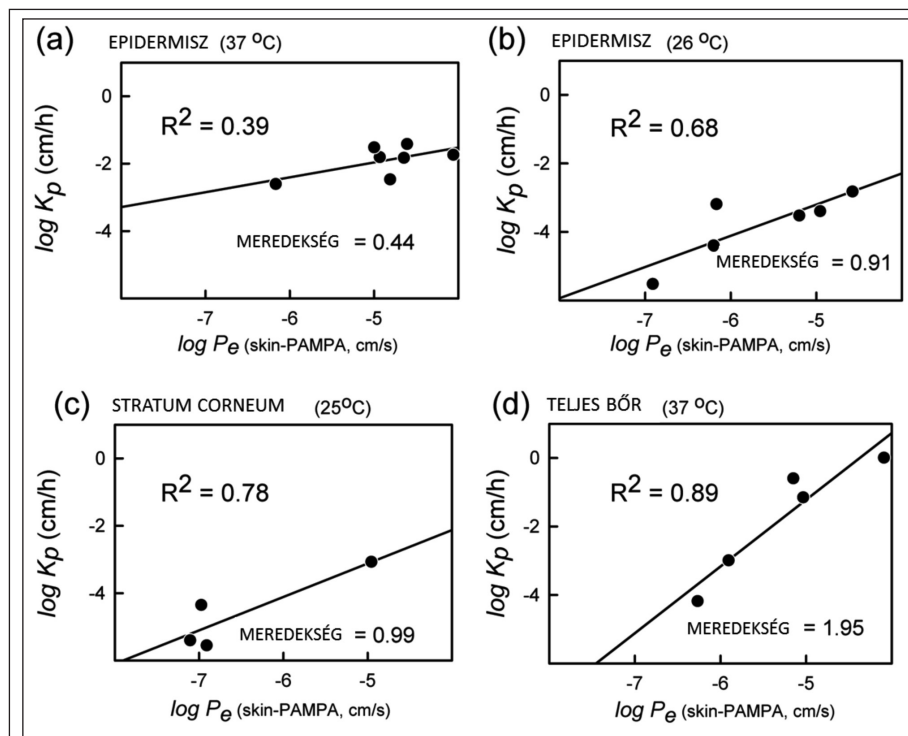 (a) EPIDERMISZ (37 °C)
0
-2
-4
log Kp (cm/h)
R² = 0.39
MEREDEKSÉG = 0.44
-7 -6 -5
log Pe (skin-PAMPA, cm/s)
(b) EPIDERMISZ (26 °C)
0
-2
-4
log Kp (cm/h)
R² = 0.68
MEREDEKSÉG = 0.91
-7 -6 -5
log Pe (skin-PAMPA, cm/s)
(c) STRATUM CORNEUM (25°C)
0
-2
-4
log Kp (cm/h)
R² = 0.78
MEREDEKSÉG = 0.99
-7 -6 -5
log Pe (skin-PAMPA, cm/s)
(d) TELJES BŐR (37 °C)
0
-2
-4
log Kp (cm/h)
R² = 0.89
MEREDEKSÉG = 1.95
-7 -6 -5
log Pe (skin-PAMPA, cm/s)